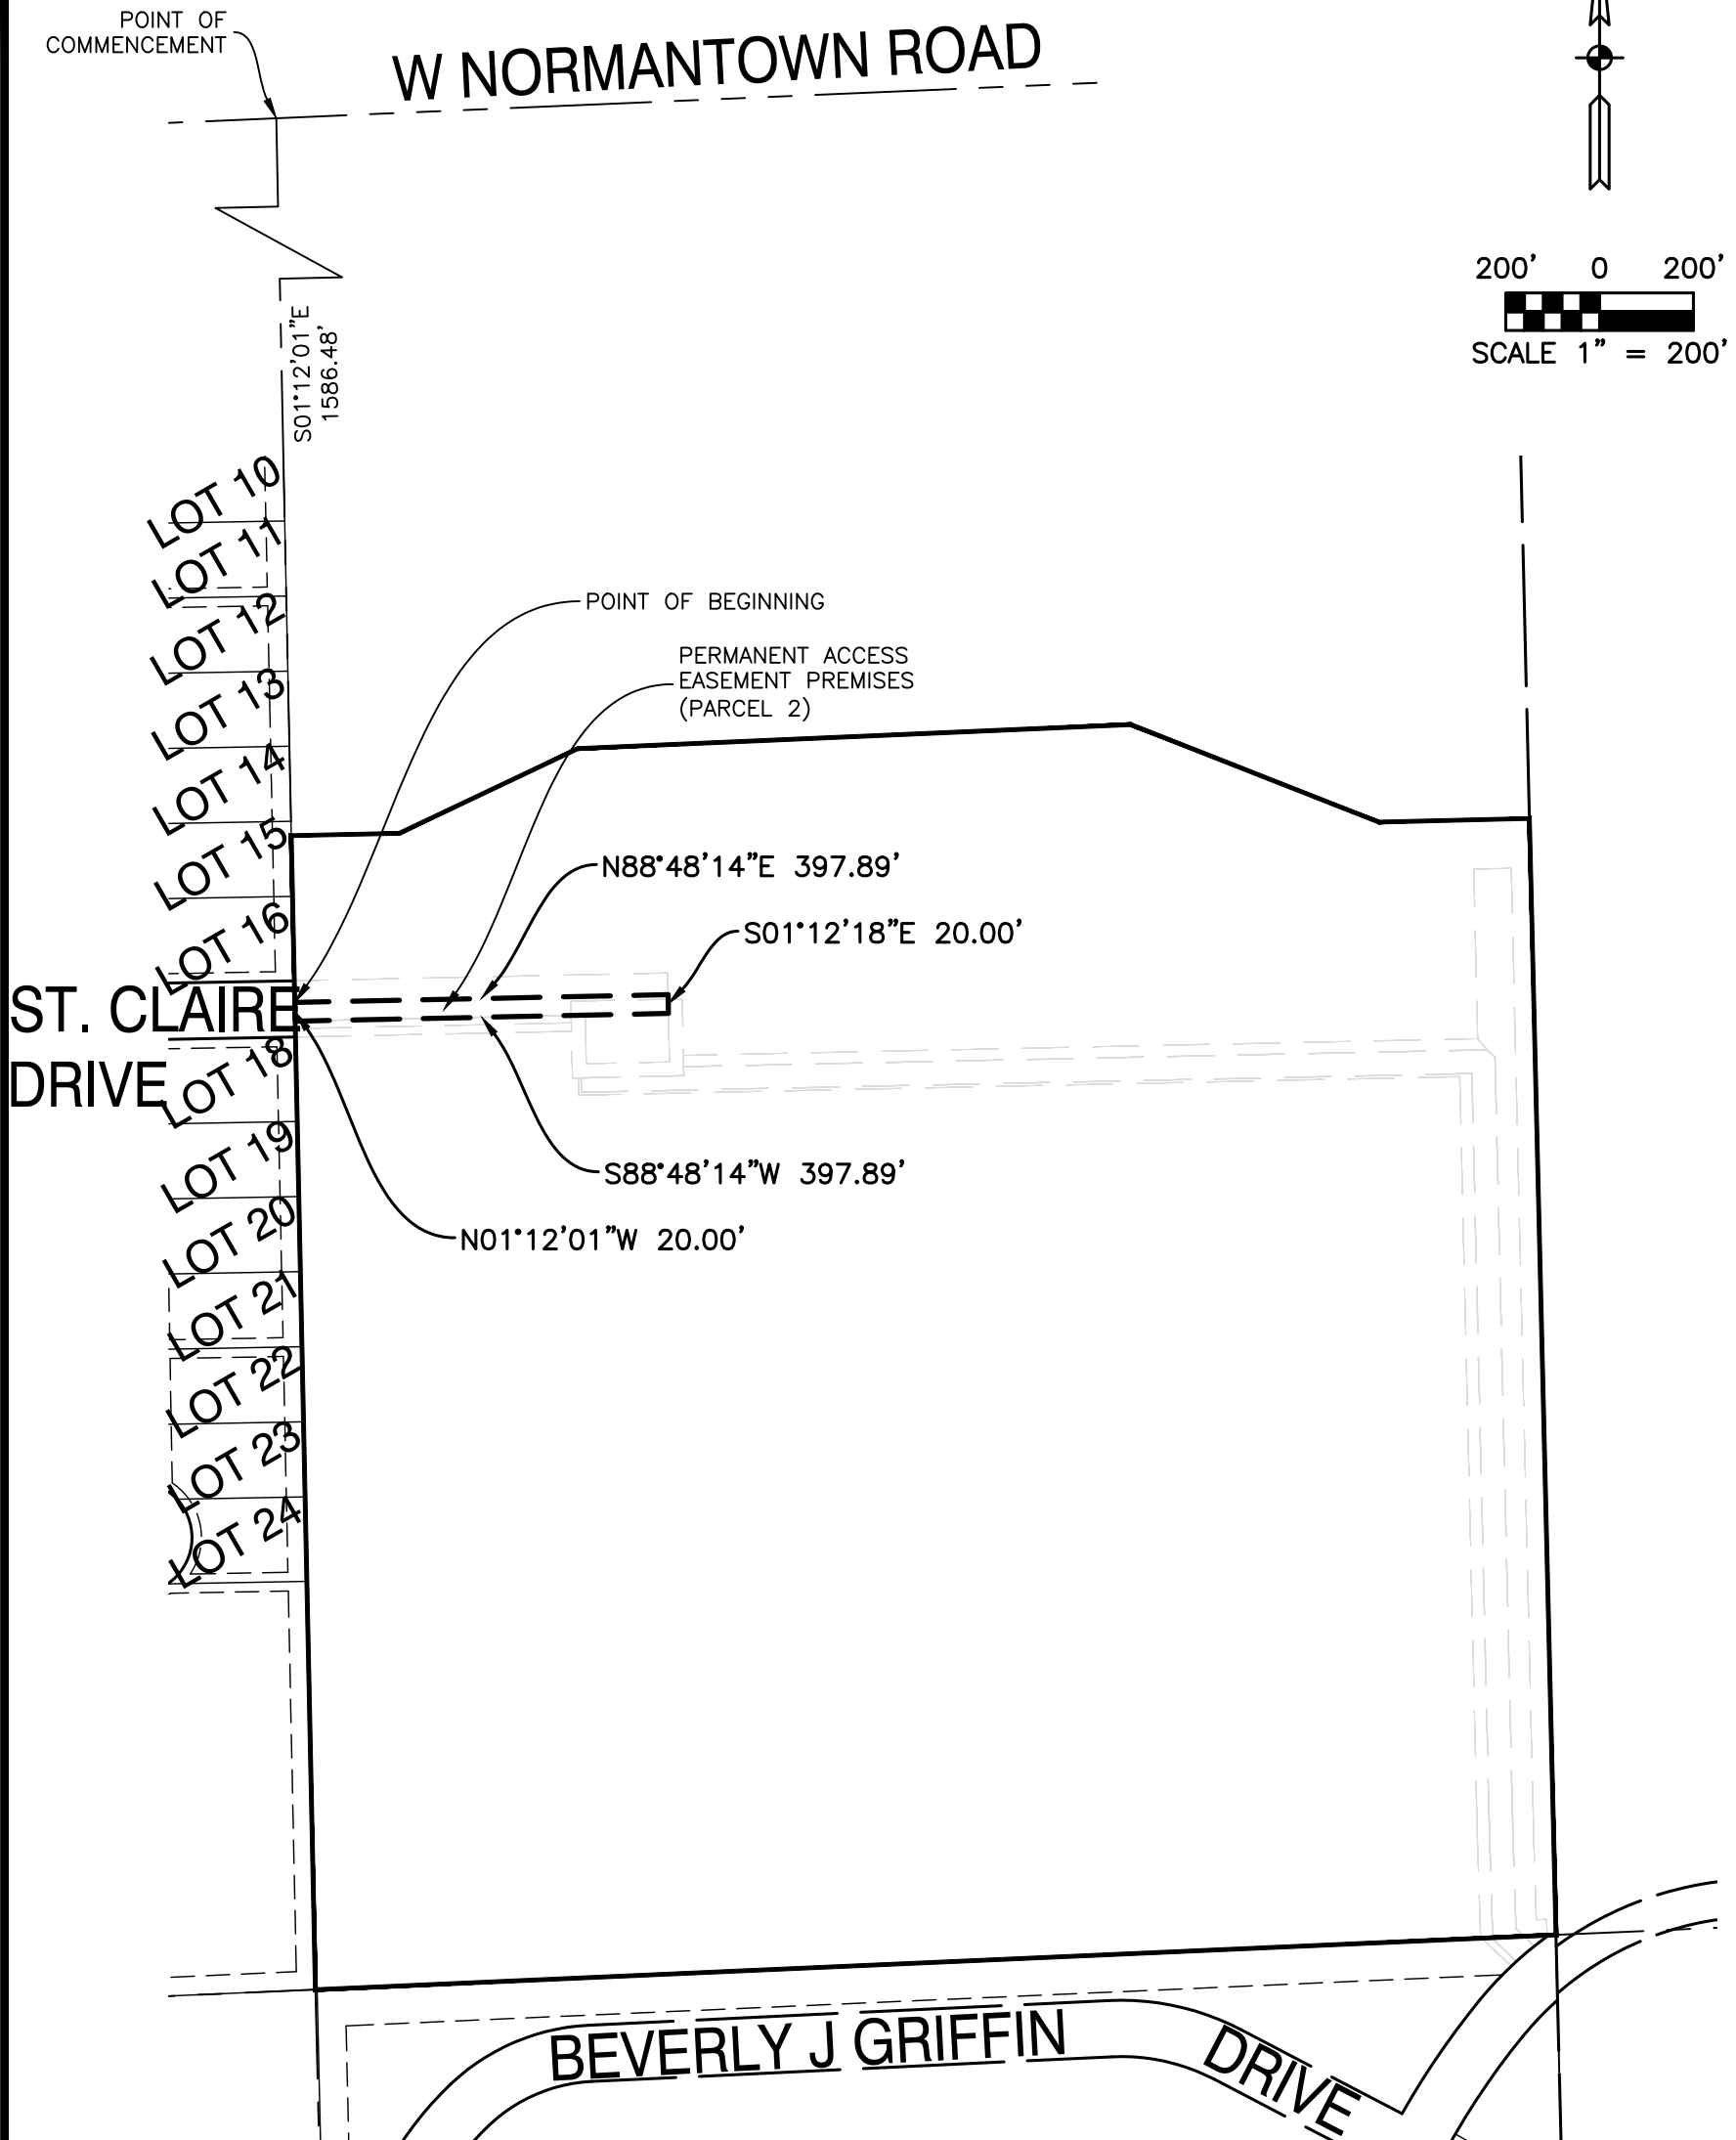 POINT OF
COMMENCEMENT
W NORMANTOWN ROAD
200' 0 200'
SCALE 1" = 200'
S01°12'01"E
1586.48'
LOT 10
LOT 11
LOT 12
LOT 13
LOT 14
LOT 15
LOT 16
POINT OF BEGINNING
PERMANENT ACCESS
EASEMENT PREMISES
(PARCEL 2)
N88°48'14"E 397.89'
S01°12'18"E 20.00'
ST. CLAIRE
DRIVE
LOT 18
LOT 19
LOT 20
LOT 21
LOT 22
LOT 23
LOT 24
S88°48'14"W 397.89'
N01°12'01"W 20.00'
BEVERLY J GRIFFIN
DRIVE